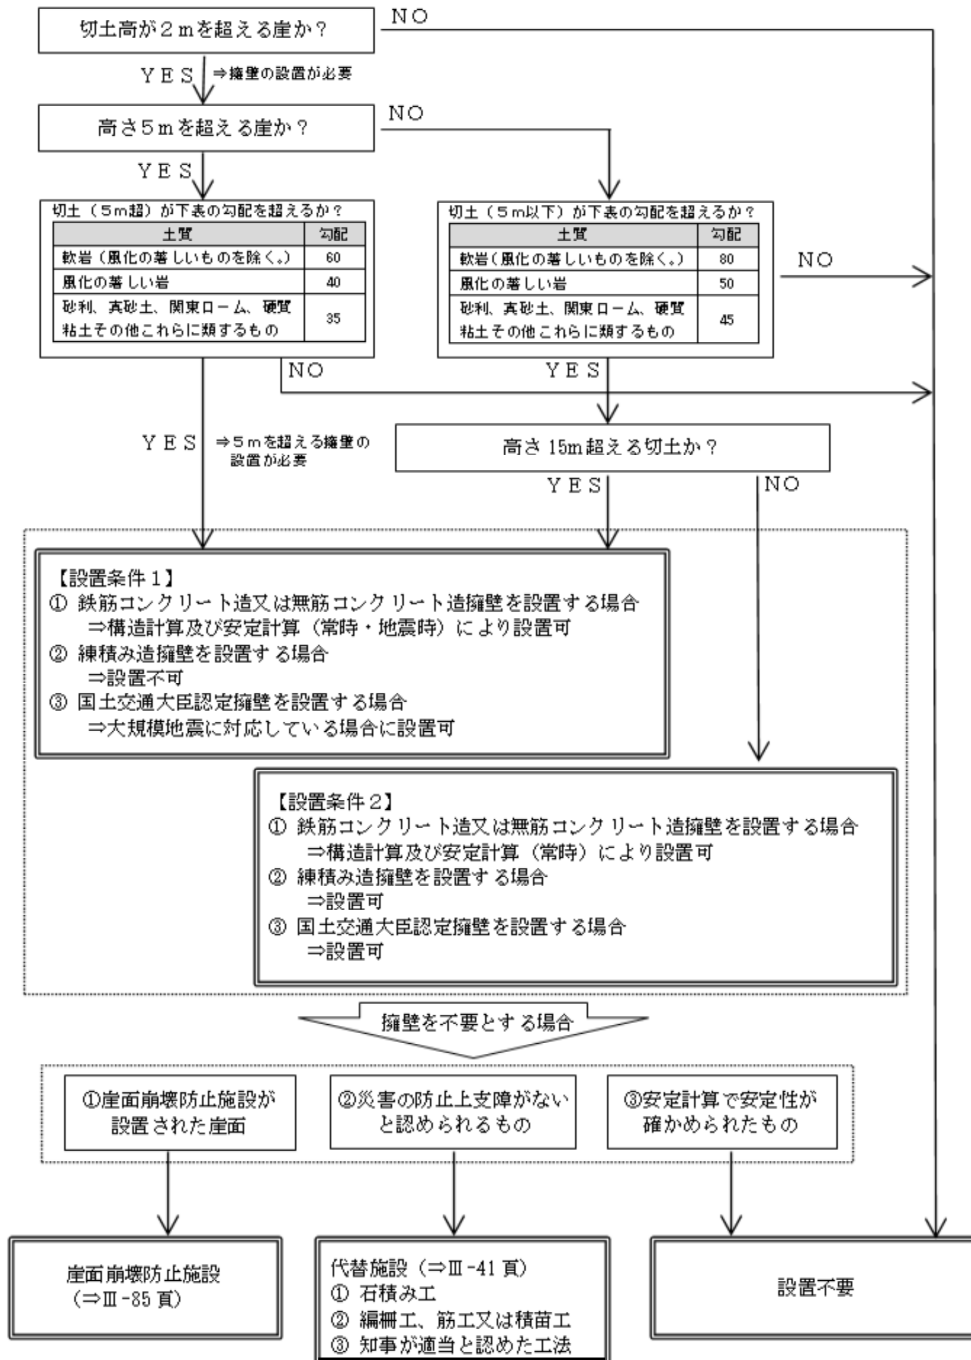 切土高が２ｍを超える崖か？
ＮＯ
ＹＥＳ ⇒擁壁の設置が必要
高さ５ｍを超える崖か？
ＮＯ
ＹＥＳ
切土（５ｍ超）が下表の勾配を超えるか？
土質 勾配
軟岩（風化の著しいものを除く。） 60
風化の著しい岩 40
砂利、真砂土、関東ローム、硬質
粘土その他これらに類するもの 35
切土（５ｍ以下）が下表の勾配を超えるか？
土質 勾配
軟岩（風化の著しいものを除く。） 80
風化の著しい岩 50
砂利、真砂土、関東ローム、硬質
粘土その他これらに類するもの 45
ＮＯ
ＮＯ
ＹＥＳ
ＹＥＳ ⇒５ｍを超える擁壁の
設置が必要
高さ 15ｍ超える切土か？
ＹＥＳ
ＮＯ
【設置条件１】
① 鉄筋コンクリート造又は無筋コンクリート造擁壁を設置する場合
⇒構造計算及び安定計算（常時・地震時）により設置可
② 練積み造擁壁を設置する場合
⇒設置不可
③ 国土交通大臣認定擁壁を設置する場合
⇒大規模地震に対応している場合に設置可
【設置条件２】
① 鉄筋コンクリート造又は無筋コンクリート造擁壁を設置する場合
⇒構造計算及び安定計算（常時）により設置可
② 練積み造擁壁を設置する場合
⇒設置可
③ 国土交通大臣認定擁壁を設置する場合
⇒設置可
擁壁を不要とする場合
①崖面崩壊防止施設が
設置された崖面
②災害の防止上支障がない
と認められるもの
③安定計算で安定性が
確かめられたもの
崖面崩壊防止施設
（⇒Ⅲ-85 頁）
代替施設（⇒Ⅲ-41 頁）
① 石積み工
② 編柵工、筋工又は積苗工
③ 知事が適当と認めた工法
設置不要